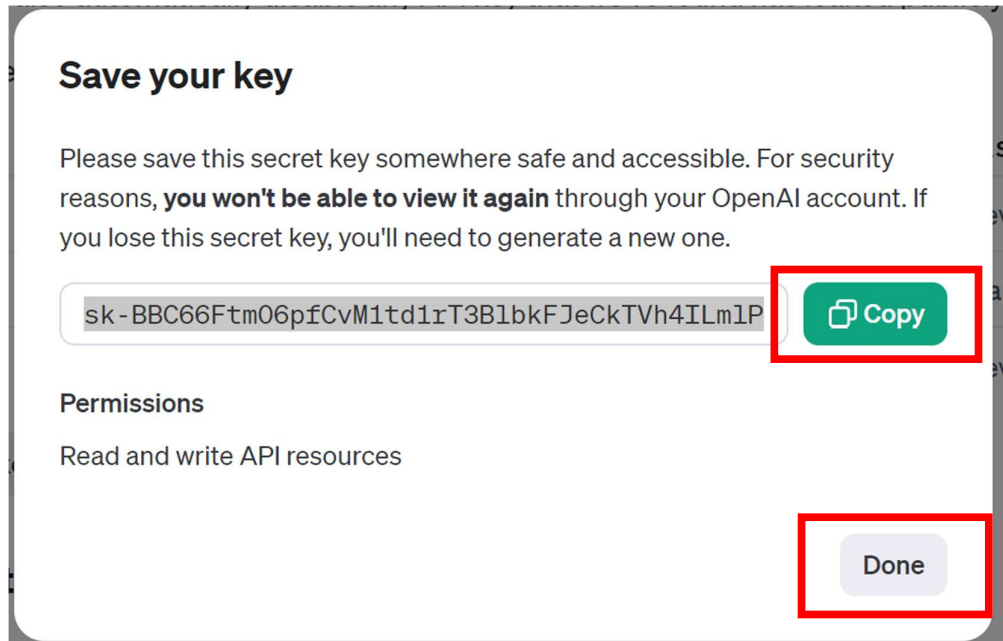 Save your key
Please save this secret key somewhere safe and accessible. For security
reasons, you won't be able to view it again through your OpenAI account. If
you lose this secret key, you'll need to generate a new one.
sk-BBC66FtmO6pfCvM1td1rT3BlbkFJeCkTVh4ILmlP
Copy
Permissions
Read and write API resources
Done